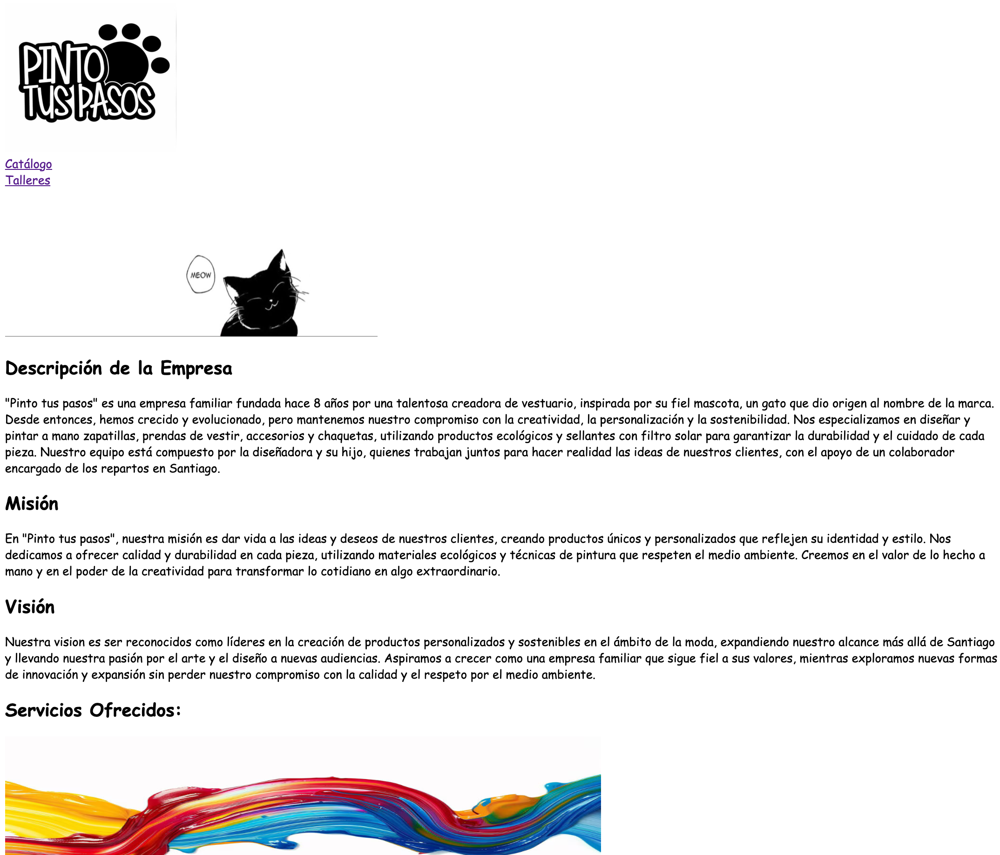 PINTO
TUS PASOS
Catálogo
Talleres
MEOW
Descripción de la Empresa
"Pinto tus pasos" es una empresa familiar fundada hace 8 años por una talentosa creadora de vestuario, inspirada por su fiel mascota, un gato que dio origen al nombre de la marca.
Desde entonces, hemos crecido y evolucionado, pero mantenemos nuestro compromiso con la creatividad, la personalización y la sostenibilidad. Nos especializamos en diseñar y
pintar a mano zapatillas, prendas de vestir, accesorios y chaquetas, utilizando productos ecológicos y sellantes con filtro solar para garantizar la durabilidad y el cuidado de cada
pieza. Nuestro equipo está compuesto por la diseñadora y su hijo, quienes trabajan juntos para hacer realidad las ideas de nuestros clientes, con el apoyo de un colaborador
encargado de los repartos en Santiago.
Misión
En "Pinto tus pasos", nuestra misión es dar vida a las ideas y deseos de nuestros clientes, creando productos únicos y personalizados que reflejen su identidad y estilo. Nos
dedicamos a ofrecer calidad y durabilidad en cada pieza, utilizando materiales ecológicos y técnicas de pintura que respeten el medio ambiente. Creemos en el valor de lo hecho a
mano y en el poder de la creatividad para transformar lo cotidiano en algo extraordinario.
Visión
Nuestra vision es ser reconocidos como líderes en la creación de productos personalizados y sostenibles en el ámbito de la moda, expandiendo nuestro alcance más allá de Santiago
y llevando nuestra pasión por el arte y el diseño a nuevas audiencias. Aspiramos a crecer como una empresa familiar que sigue fiel a sus valores, mientras exploramos nuevas formas
de innovación y expansión sin perder nuestro compromiso con la calidad y el respeto por el medio ambiente.
Servicios Ofrecidos: